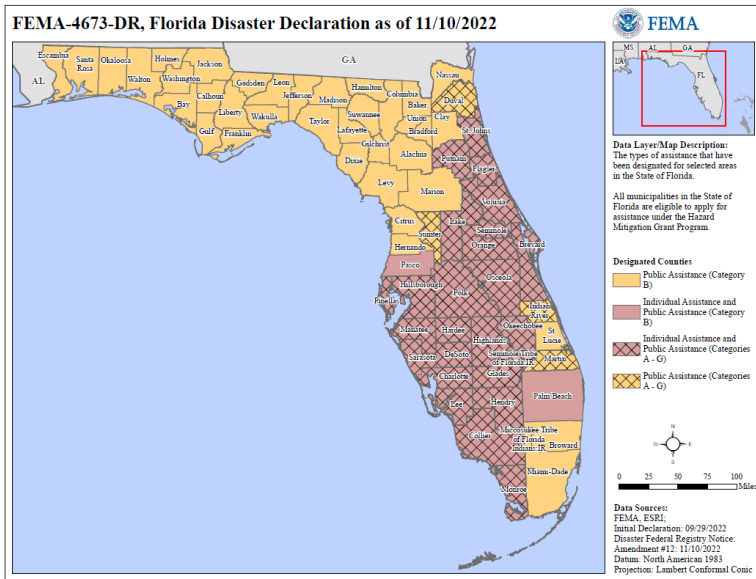 FEMA-4673-DR, Florida Disaster Declaration as of 11/10/2022
FEMA
GA
AL
Escambia
Santa
Rosa
Okaloosa
Walton
Holmes
Washington
Bay
Jackson
Calhoun
Gulf
Liberty
Franklin
Gadsden
Leon
Wakulla
Jefferson
Madison
Taylor
Hamilton
Suwannee
Lafayette
Dixie
Columbia
Gilchrist
Baker
Union
Bradford
Alachua
Levy
Nassau
Duval
Clay
St. Johns
Putnam
Flagler
Marion
Volusia
Citrus
Sumter
Hernando
Lake
Seminole
Orange
Brevard
Pasco
Hillsborough
Pinellas
Polk
Osceola
Indian
River
Okeechobee
St
Lucie
Manatee
Hardee
Highlands
Sarasota
DeSoto
Seminole Tribe
of Florida IR
Martin
Charlotte
Glades
Lee
Hendry
Palm Beach
Collier
Miccosukee Tribe
of Florida
Indians IR
Broward
Miami-Dade
Monroe
MS
AL
GA
LA
FL
Data Layer/Map Description:
The types of assistance that have
been designated for selected areas
in the State of Florida.
All municipalities in the State of
Florida are eligible to apply for
assistance under the Hazard
Mitigation Grant Program.
Designated Counties
Public Assistance (Category
B)
Individual Assistance and
Public Assistance (Category
B)
Individual Assistance and
Public Assistance (Categories
A - G)
Public Assistance (Categories
A - G)
N
W
E
S
0 25 50 75 100
Miles
Data Sources:
FEMA, ESRI;
Initial Declaration: 09/29/2022
Disaster Federal Registry Notice:
Amendment #12: 11/10/2022
Datum: North American 1983
Projection: Lambert Conformal Conic